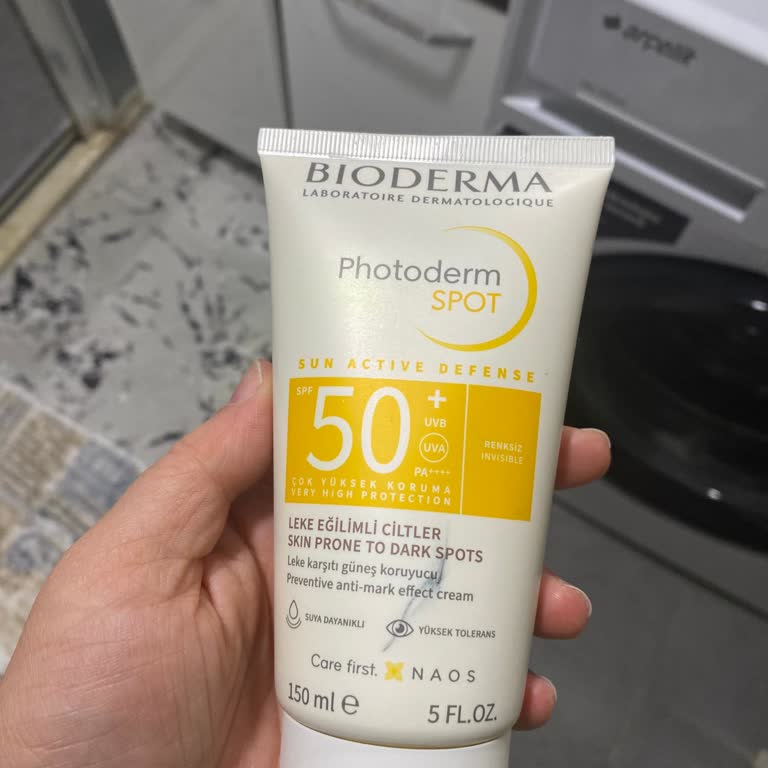 arçelik
BIODERMA
LABORATOIRE DERMATOLOGIQUE
Photoderm
SPOT
SUN ACTIVE DEFENSE
SPF
50+
UVB
UVA
PA++++
RENKSİZ
INVISIBLE
ÇOK YÜKSEK KORUMA
VERY HIGH PROTECTION
LEKE EĞİLİMLİ CİLTLER
SKIN PRONE TO DARK SPOTS
Leke karşıtı güneş koruyucu,
Preventive anti-mark effect cream
SUYA DAYANIKLI
YÜKSEK TOLERANS
Care first. NAOS
150 ml e
5 FL.OZ.